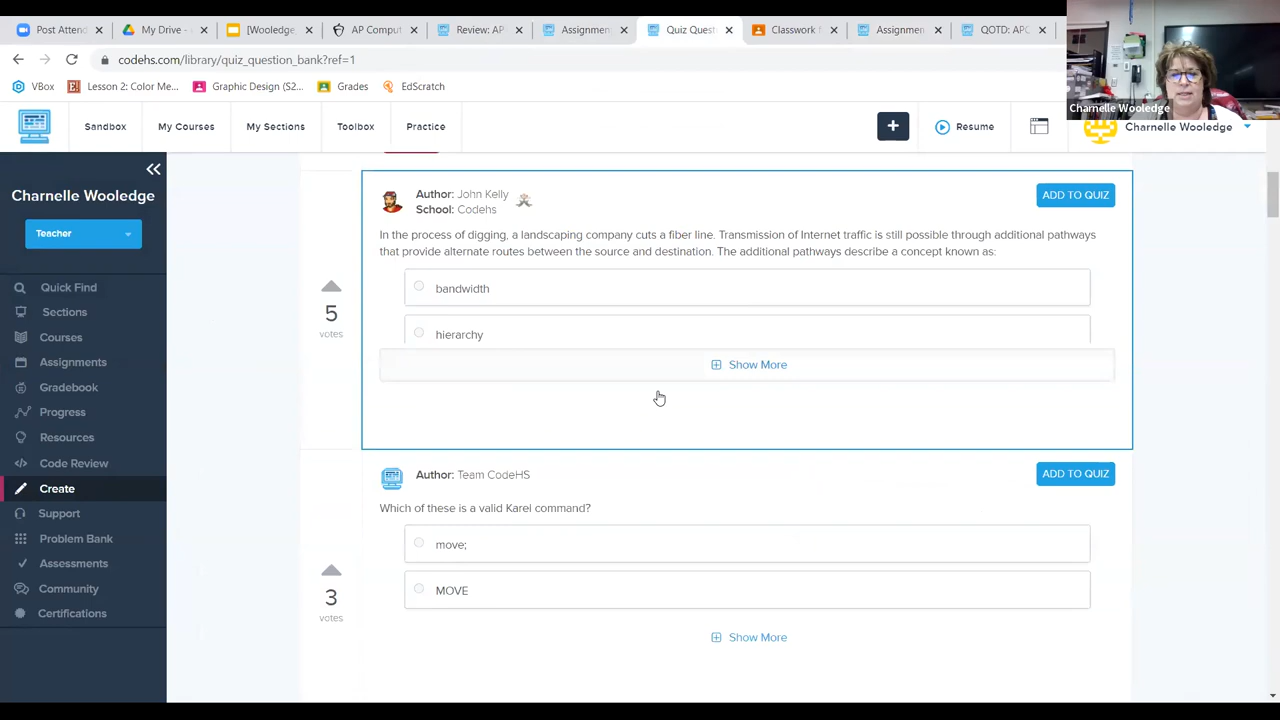 Post Attend
My Drive -
[Wooledge
AP Comput
Review: AP
Assignmen
Quiz Quest
Classwork
Assignmen
QOTD: APC
codehs.com/library/quiz_question_bank?ref=1
VBox
Lesson 2: Color Me...
Graphic Design (S2...
Grades
EdScratch
Charnelle Wooledge
Sandbox
My Courses
My Sections
Toolbox
Practice
+
Resume
Charnelle Wooledge
Charnelle Wooledge
Teacher
Quick Find
Sections
Courses
Assignments
Gradebook
Progress
Resources
Code Review
Create
Support
Problem Bank
Assessments
Community
Certifications
Author: John Kelly
School: Codehs
ADD TO QUIZ
In the process of digging, a landscaping company cuts a fiber line. Transmission of Internet traffic is still possible through additional pathways
that provide alternate routes between the source and destination. The additional pathways describe a concept known as:
bandwidth
hierarchy
Show More
5
votes
Author: Team CodeHS
ADD TO QUIZ
Which of these is a valid Karel command?
move;
MOVE
Show More
3
votes